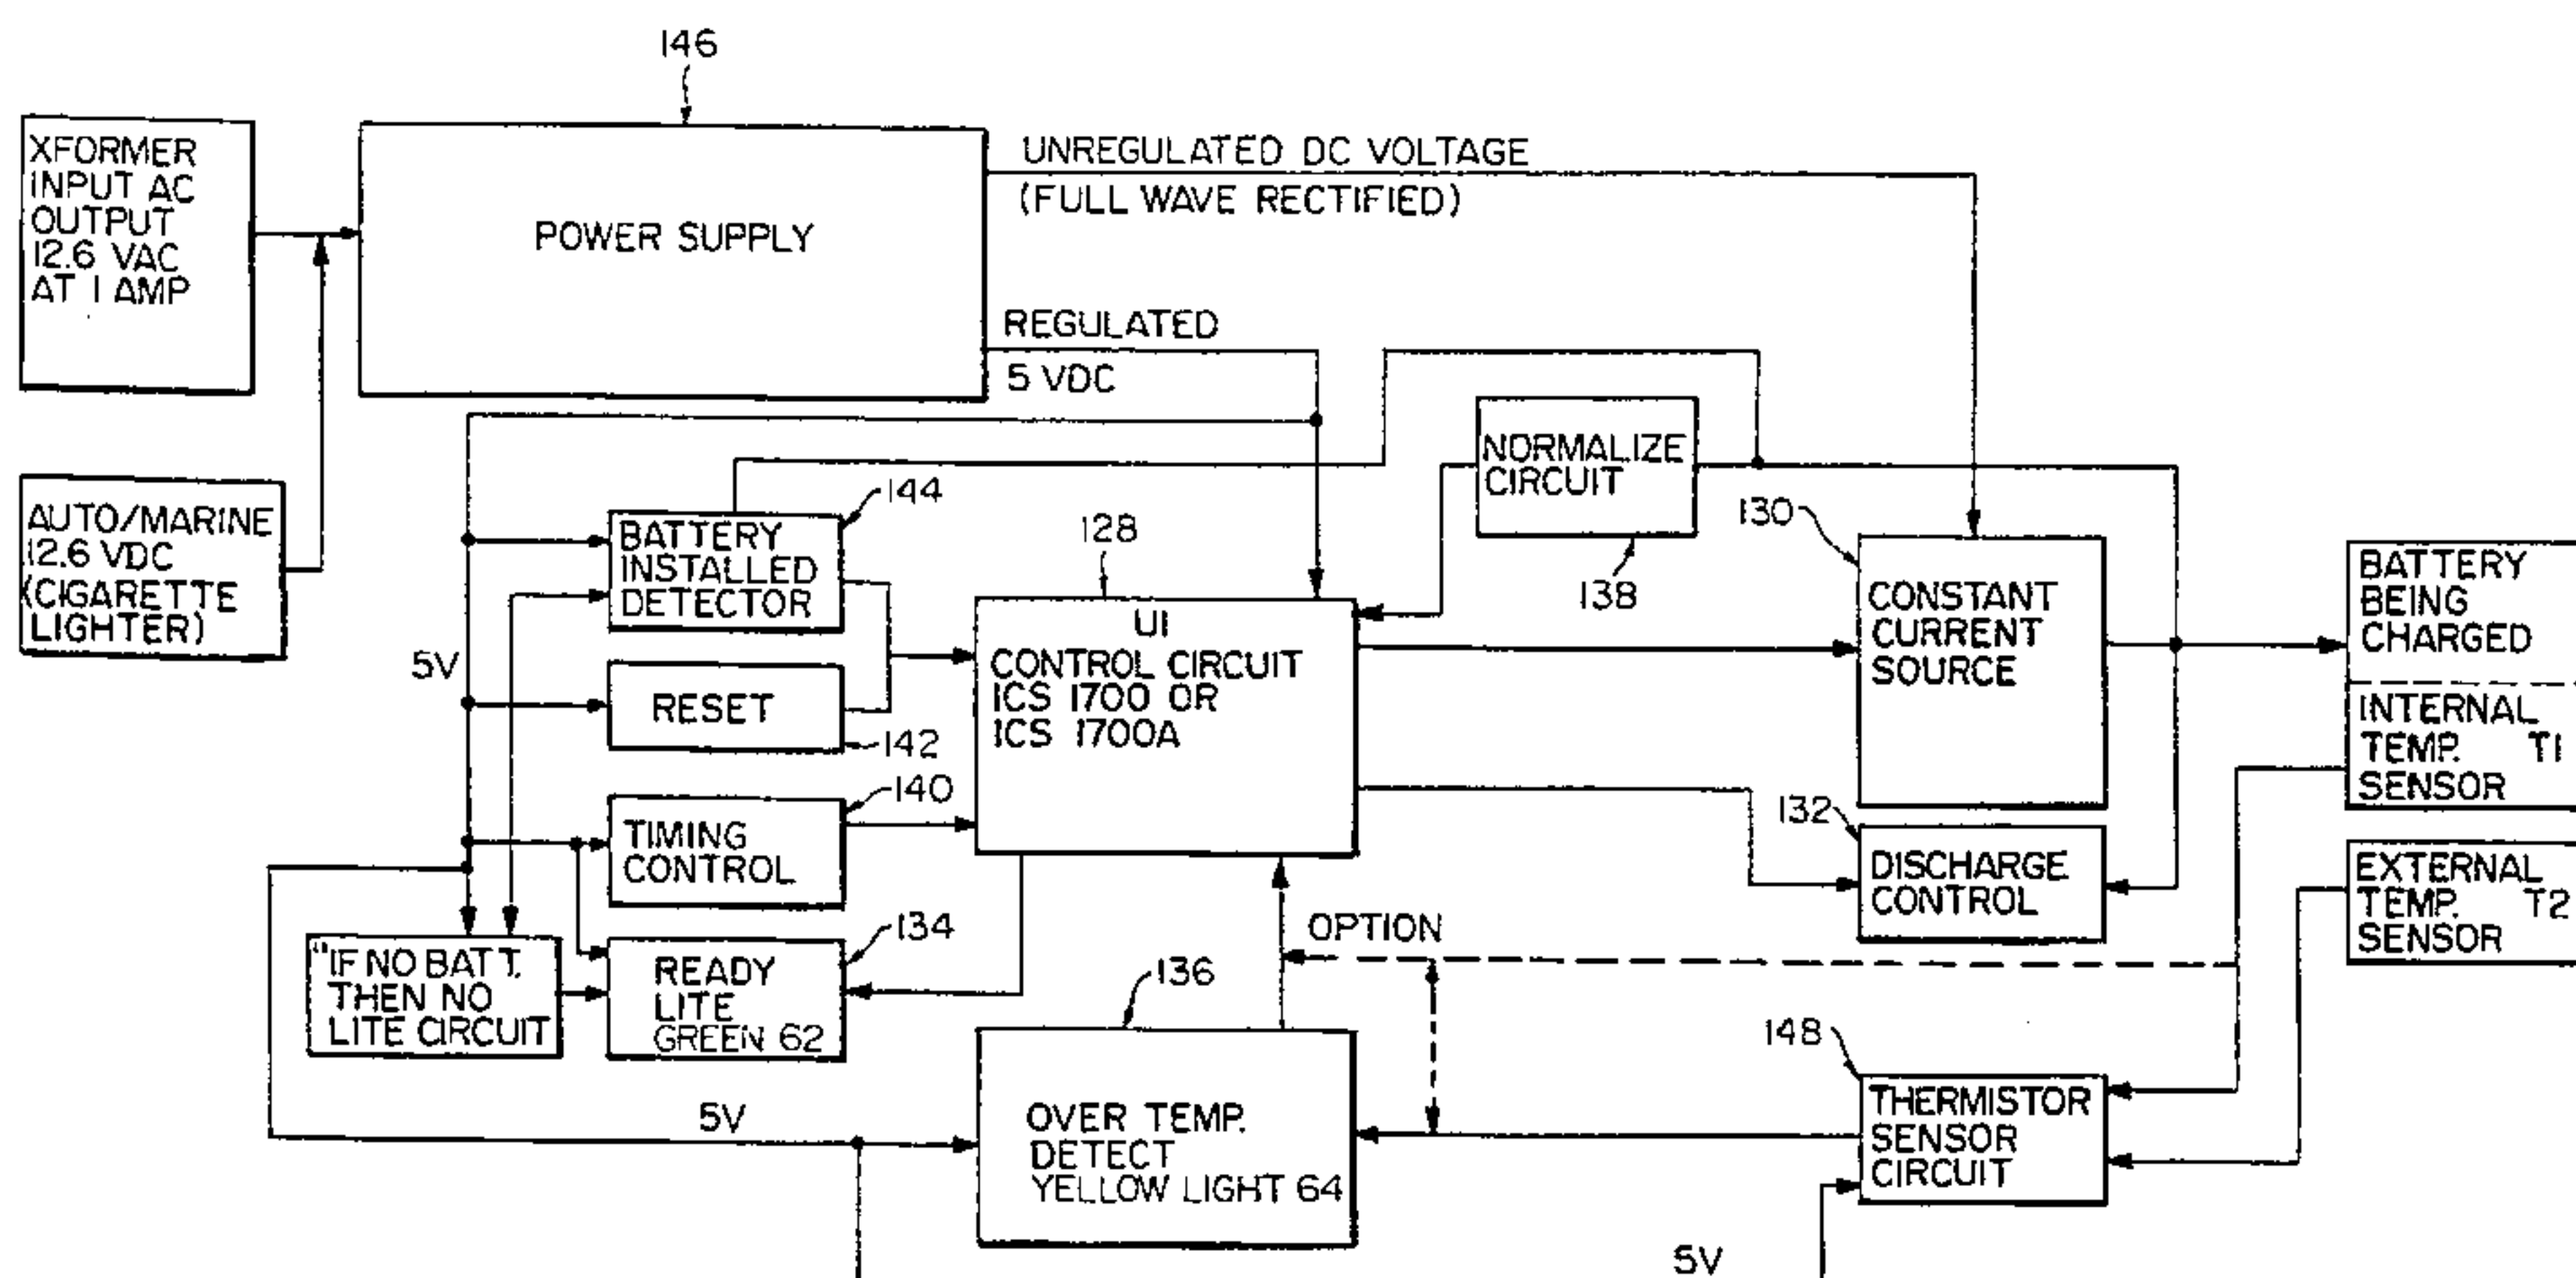 146
XFORMER
INPUT AC
OUTPUT
12.6 VAC
AT 1 AMP
POWER SUPPLY
UNREGULATED DC VOLTAGE
(FULL WAVE RECTIFIED)
REGULATED
5 VDC
AUTO/MARINE
12.6 VDC
(CIGARETTE
LIGHTER)
5V
BATTERY
INSTALLED
DETECTOR
144
RESET
142
TIMING
CONTROL
140
"IF NO BATT.
THEN NO
LITE CIRCUIT
READY
LITE
GREEN 62
134
128
U1
CONTROL CIRCUIT
ICS 1700 OR
ICS 1700A
NORMALIZE
CIRCUIT
138
130
CONSTANT
CURRENT
SOURCE
132
DISCHARGE
CONTROL
BATTERY
BEING
CHARGED
INTERNAL
TEMP. T1
SENSOR
EXTERNAL
TEMP. T2
SENSOR
OPTION
136
OVER TEMP.
DETECT
YELLOW LIGHT 64
5V
148
THERMISTOR
SENSOR
CIRCUIT
5V